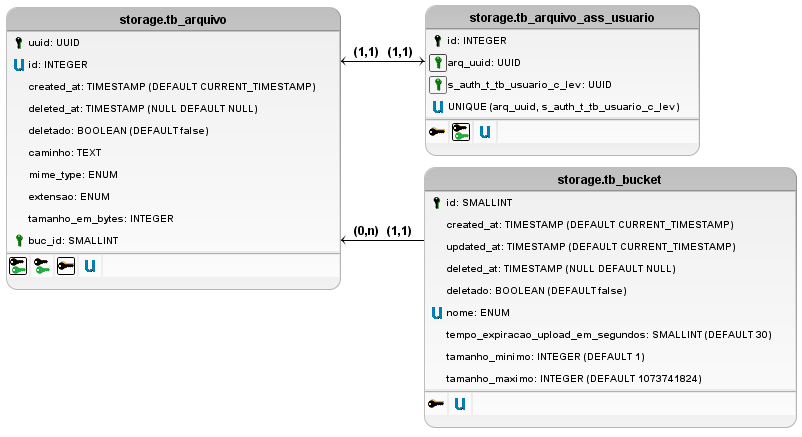 storage.tb_arquivo
uuid: UUID
id: INTEGER
created_at: TIMESTAMP (DEFAULT CURRENT_TIMESTAMP)
deleted_at: TIMESTAMP (NULL DEFAULT NULL)
deletado: BOOLEAN (DEFAULT false)
caminho: TEXT
mime_type: ENUM
extensao: ENUM
tamanho_em_bytes: INTEGER
buc_id: SMALLINT
(1,1) (1,1)
storage.tb_arquivo_ass_usuario
id: INTEGER
arq_uuid: UUID
s_auth_t_tb_usuario_c_lev: UUID
UNIQUE (arq_uuid, s_auth_t_tb_usuario_c_lev)
(0,n) (1,1)
storage.tb_bucket
id: SMALLINT
created_at: TIMESTAMP (DEFAULT CURRENT_TIMESTAMP)
updated_at: TIMESTAMP (DEFAULT CURRENT_TIMESTAMP)
deleted_at: TIMESTAMP (NULL DEFAULT NULL)
deletado: BOOLEAN (DEFAULT false)
nome: ENUM
tempo_expiracao_upload_em_segundos: SMALLINT (DEFAULT 30)
tamanho_minimo: INTEGER (DEFAULT 1)
tamanho_maximo: INTEGER (DEFAULT 1073741824)